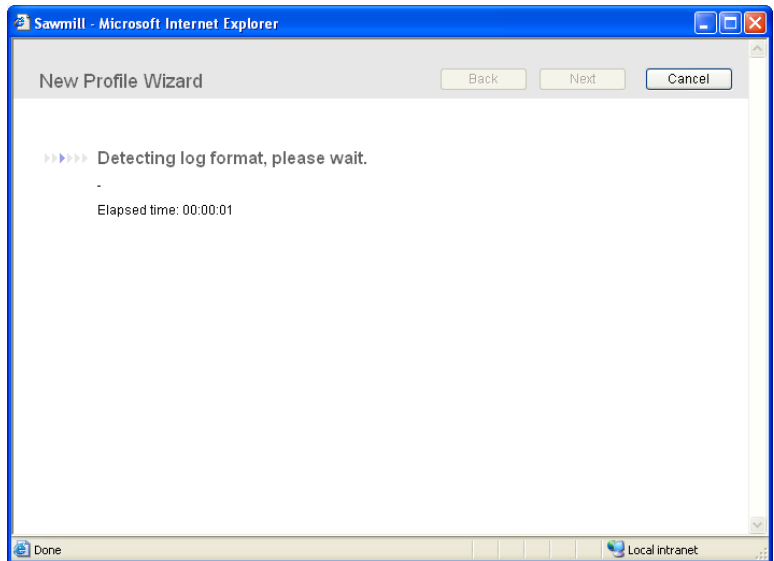 Sawmill - Microsoft Internet Explorer
New Profile Wizard
Back
Next
Cancel
Detecting log format, please wait.
-
Elapsed time: 00:00:01
Done
Local intranet